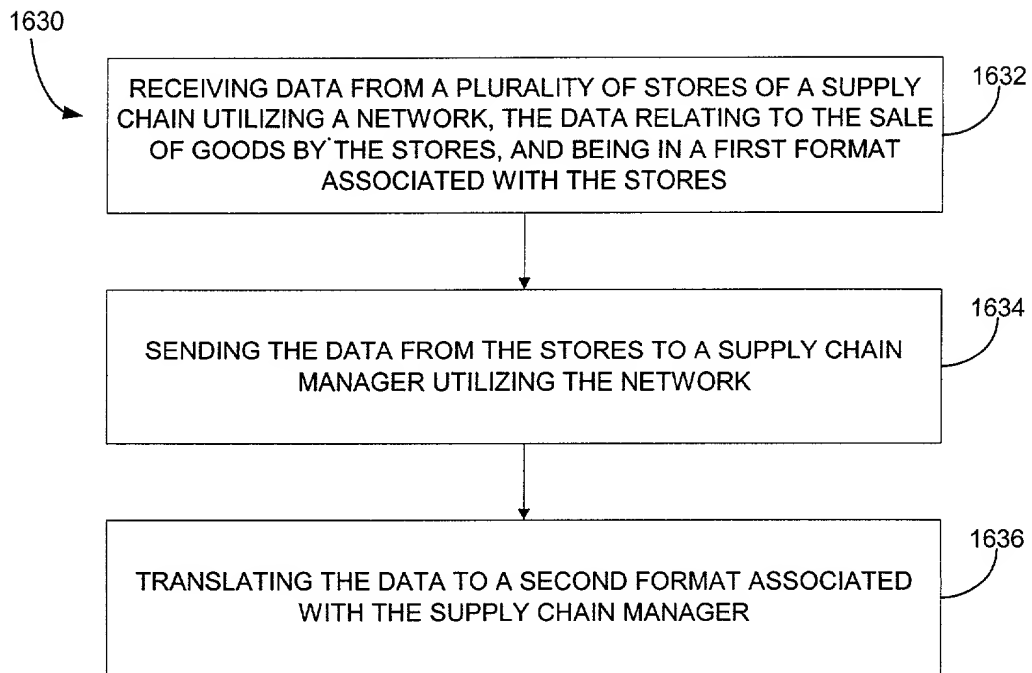 1630
RECEIVING DATA FROM A PLURALITY OF STORES OF A SUPPLY
CHAIN UTILIZING A NETWORK, THE DATA RELATING TO THE SALE
OF GOODS BY THE STORES, AND BEING IN A FIRST FORMAT
ASSOCIATED WITH THE STORES
1632
SENDING THE DATA FROM THE STORES TO A SUPPLY CHAIN
MANAGER UTILIZING THE NETWORK
1634
TRANSLATING THE DATA TO A SECOND FORMAT ASSOCIATED
WITH THE SUPPLY CHAIN MANAGER
1636